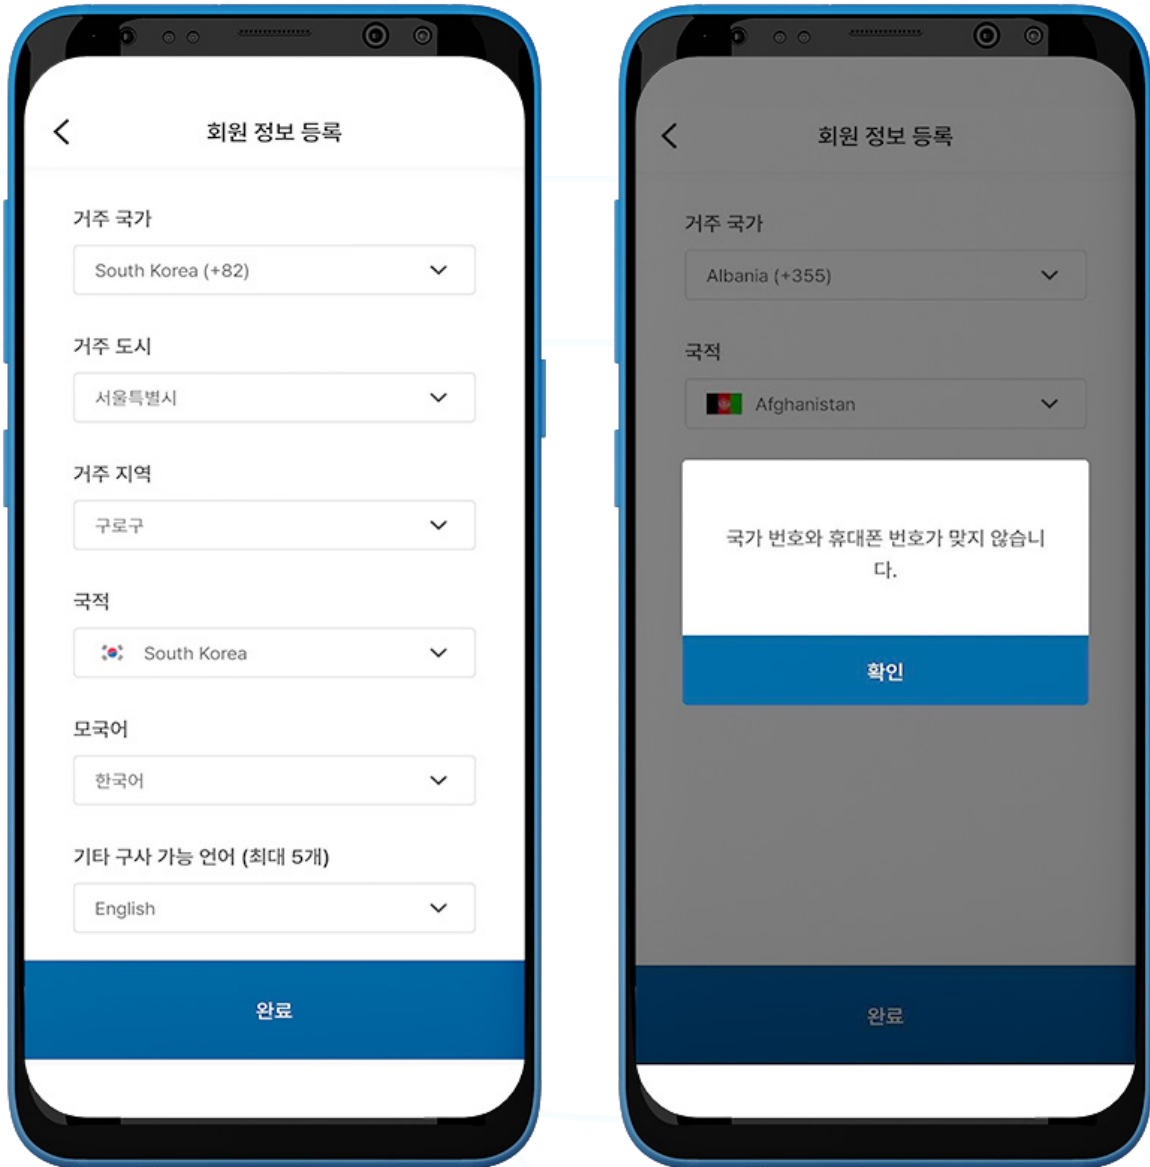 회원 정보 등록
거주 국가
South Korea (+82)
거주 도시
서울특별시
거주 지역
구로구
국적
South Korea
모국어
한국어
기타 구사 가능 언어 (최대 5개)
English
완료
회원 정보 등록
거주 국가
Albania (+355)
국적
Afghanistan
국가 번호와 휴대폰 번호가 맞지 않습니
다.
확인
완료